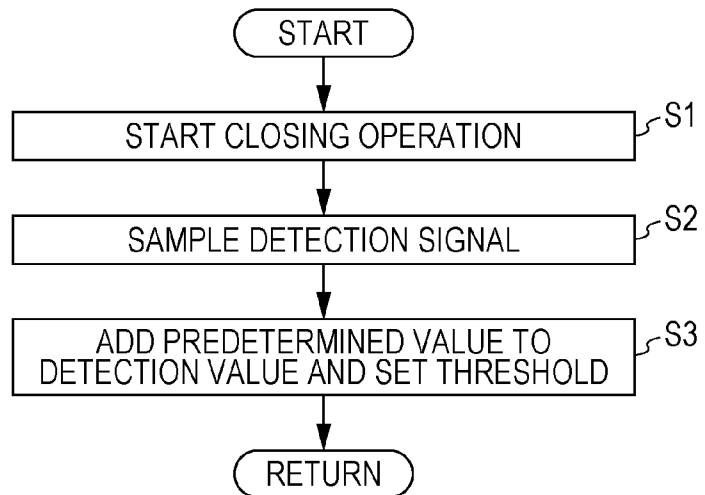 START
START CLOSING OPERATION
S1
SAMPLE DETECTION SIGNAL
S2
ADD PREDETERMINED VALUE TO
DETECTION VALUE AND SET THRESHOLD
S3
RETURN